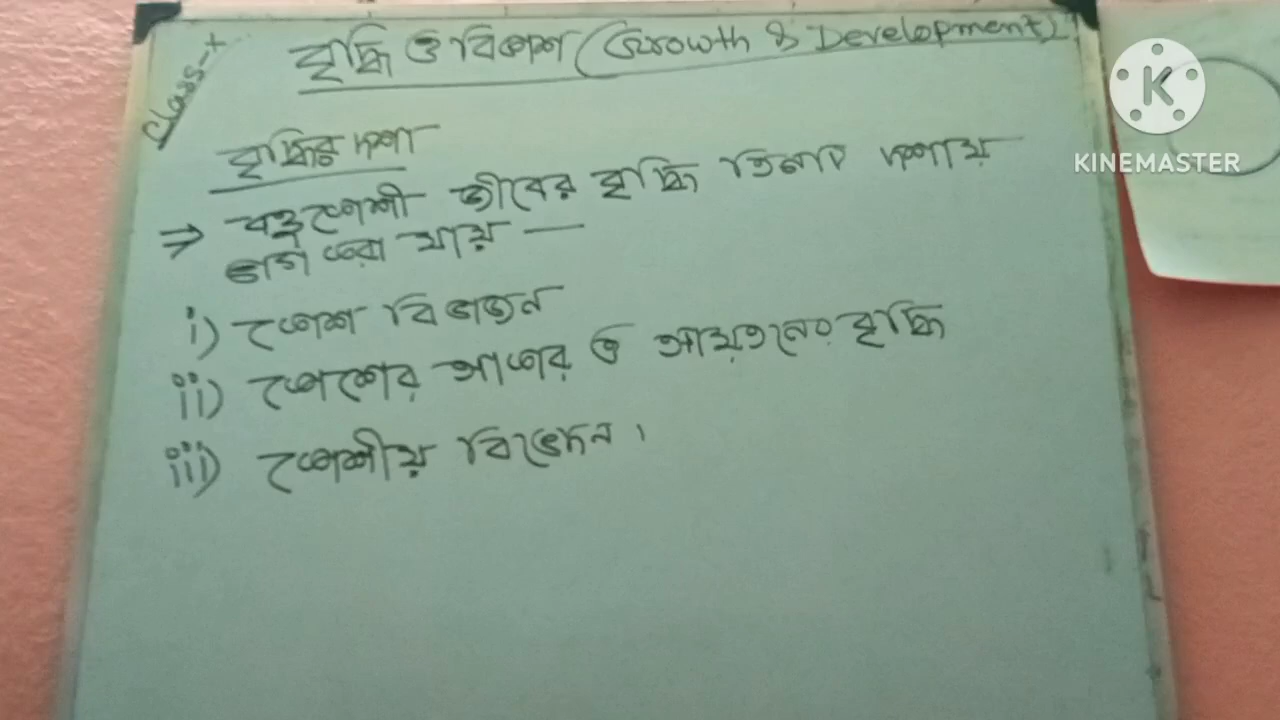 Class-X
বৃদ্ধি ও বিকাশ (Growth & Development)
বৃদ্ধির দশা
⇒ বহুকোশী জীবের বৃদ্ধি তিনটি দশায়
ভাগ করা যায় —
i) কোশ বিভাজন
ii) কোশের আকার ও আয়তনের বৃদ্ধি
iii) কোশীয় বিভেদন।
K
KINEMASTER